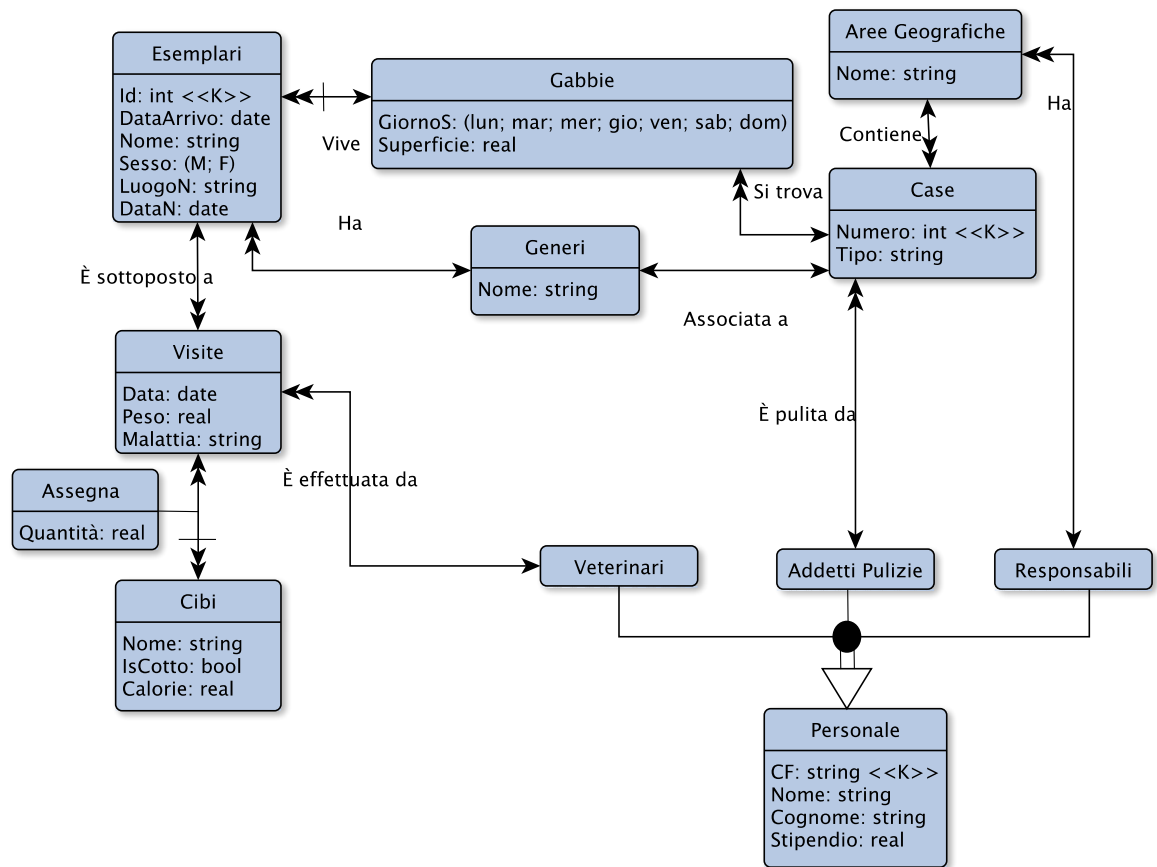 Esemplari
Id: int <<K>>
DataArrivo: date
Nome: string
Sesso: (M; F)
LuogoN: string
DataN: date
Vive
Gabbie
GiornoS: (lun; mar; mer; gio; ven; sab; dom)
Superficie: real
Aree Geografiche
Nome: string
Ha
Contiene
Si trova
Case
Numero: int <<K>>
Tipo: string
Ha
Generi
Nome: string
Associata a
È sottoposto a
Visite
Data: date
Peso: real
Malattia: string
È pulita da
È effettuata da
Assegna
Quantità: real
Cibi
Nome: string
IsCotto: bool
Calorie: real
Veterinari
Addetti Pulizie
Responsabili
Personale
CF: string <<K>>
Nome: string
Cognome: string
Stipendio: real